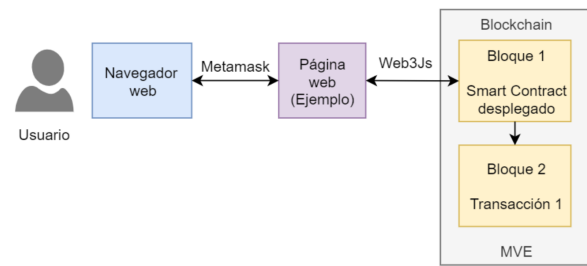 Usuario
Navegador
web
Metamask
Página
web
(Ejemplo)
Web3Js
Blockchain
Bloque 1
Smart Contract
desplegado
Bloque 2
Transacción 1
MVE